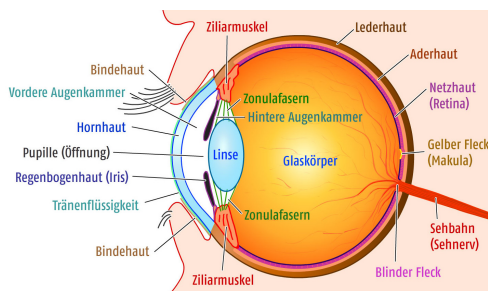 Ziliarmuskel
Lederhaut
Aderhaut
Bindehaut
Vordere Augenkammer
Zonulafasern
Netzhaut
(Retina)
Hintere Augenkammer
Hornhaut
Gelber Fleck
(Makula)
Pupille (Öffnung)
Linse
Glaskörper
Regenbogenhaut (Iris)
Tränenflüssigkeit
Zonulafasern
Sehbahn
(Sehnerv)
Bindehaut
Ziliarmuskel
Blinder Fleck